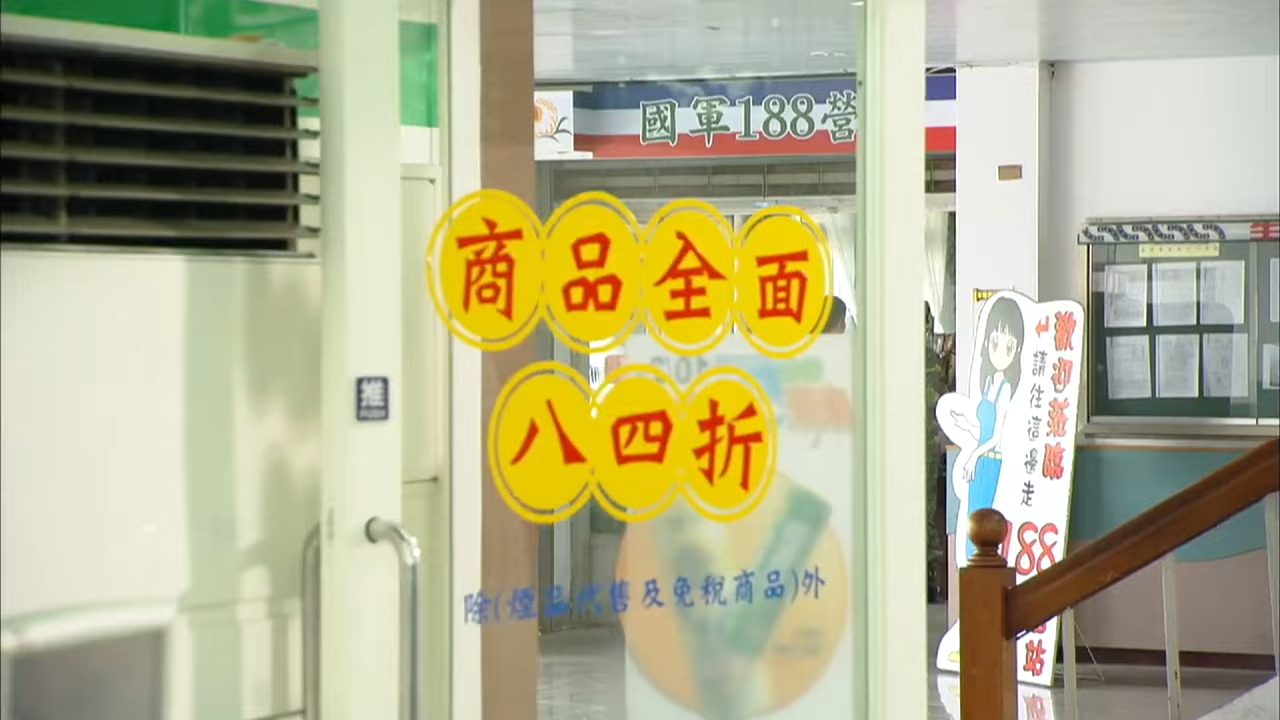 國軍188營
商品全面
八四折
除(煙品代售及免稅商品)外
推
PUSH
歡迎蒞臨
請往這邊走
188
站